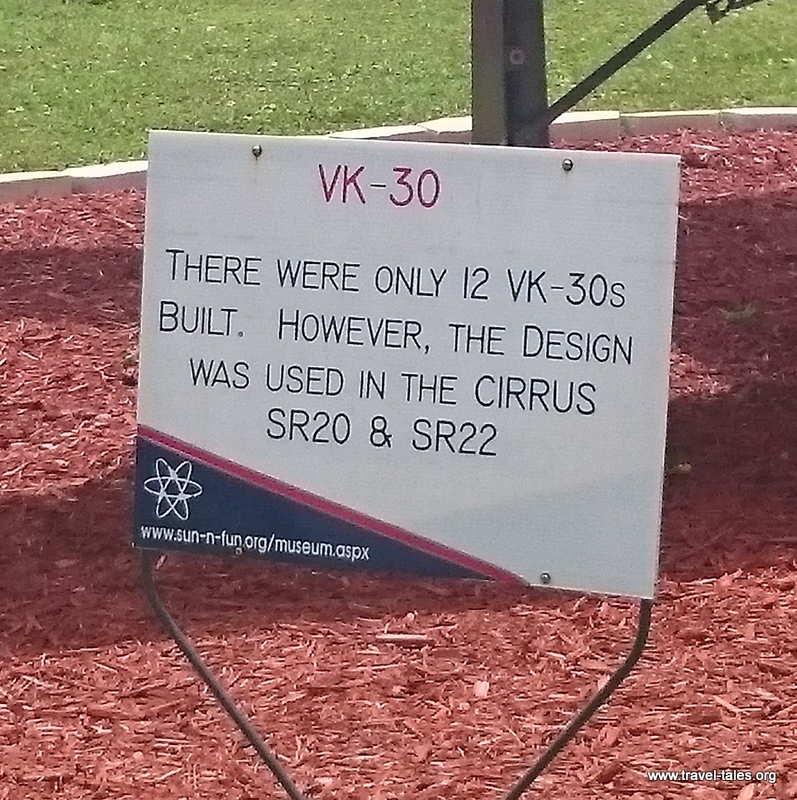 VK-30
THERE WERE ONLY 12 VK-30S
BUILT. HOWEVER, THE DESIGN
WAS USED IN THE CIRRUS
SR20 & SR22
www.sun-n-fun.org/museum.aspx
www.travel-tales.org